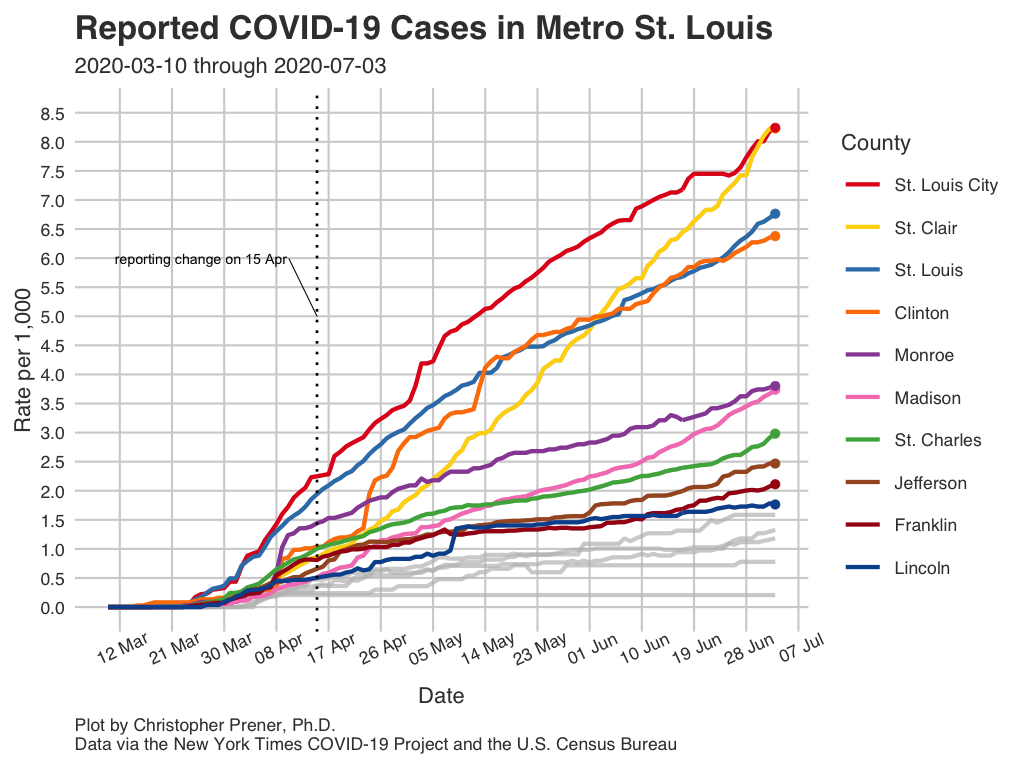 Reported COVID-19 Cases in Metro St. Louis
2020-03-10 through 2020-07-03
8.5
8.0
7.5
7.0
6.5
6.0
5.5
5.0
4.5
4.0
3.5
3.0
2.5
2.0
1.5
1.0
0.5
0.0
Rate per 1,000
reporting change on 15 Apr
12 Mar
21 Mar
30 Mar
08 Apr
17 Apr
26 Apr
05 May
14 May
23 May
01 Jun
10 Jun
19 Jun
28 Jun
07 Jul
Date
County
St. Louis City
St. Clair
St. Louis
Clinton
Monroe
Madison
St. Charles
Jefferson
Franklin
Lincoln
Plot by Christopher Prener, Ph.D.
Data via the New York Times COVID-19 Project and the U.S. Census Bureau